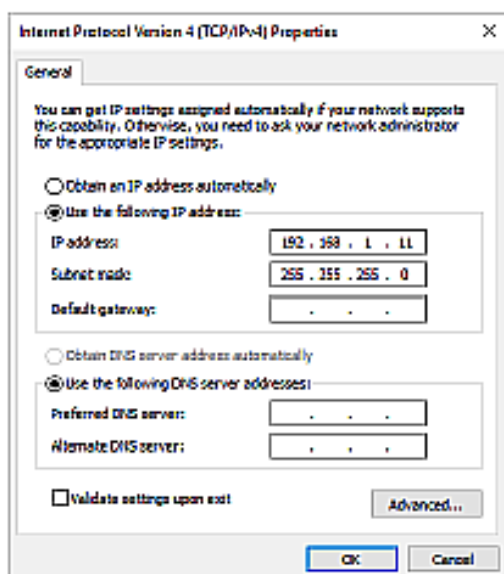 Internet Protocol Version 4 (TCP/IPv4) Properties
General
You can get IP settings assigned automatically if your network supports
this capability. Otherwise, you need to ask your network administrator
for the appropriate IP settings.
Obtain an IP address automatically
Use the following IP address:
IP address: 192 . 168 . 1 . 11
Subnet mask: 255 . 255 . 255 . 0
Default gateway: . . .
Obtain DNS server address automatically
Use the following DNS server addresses:
Preferred DNS server: . . .
Alternate DNS server: . . .
Validate settings upon exit
Advanced...
OK Cancel